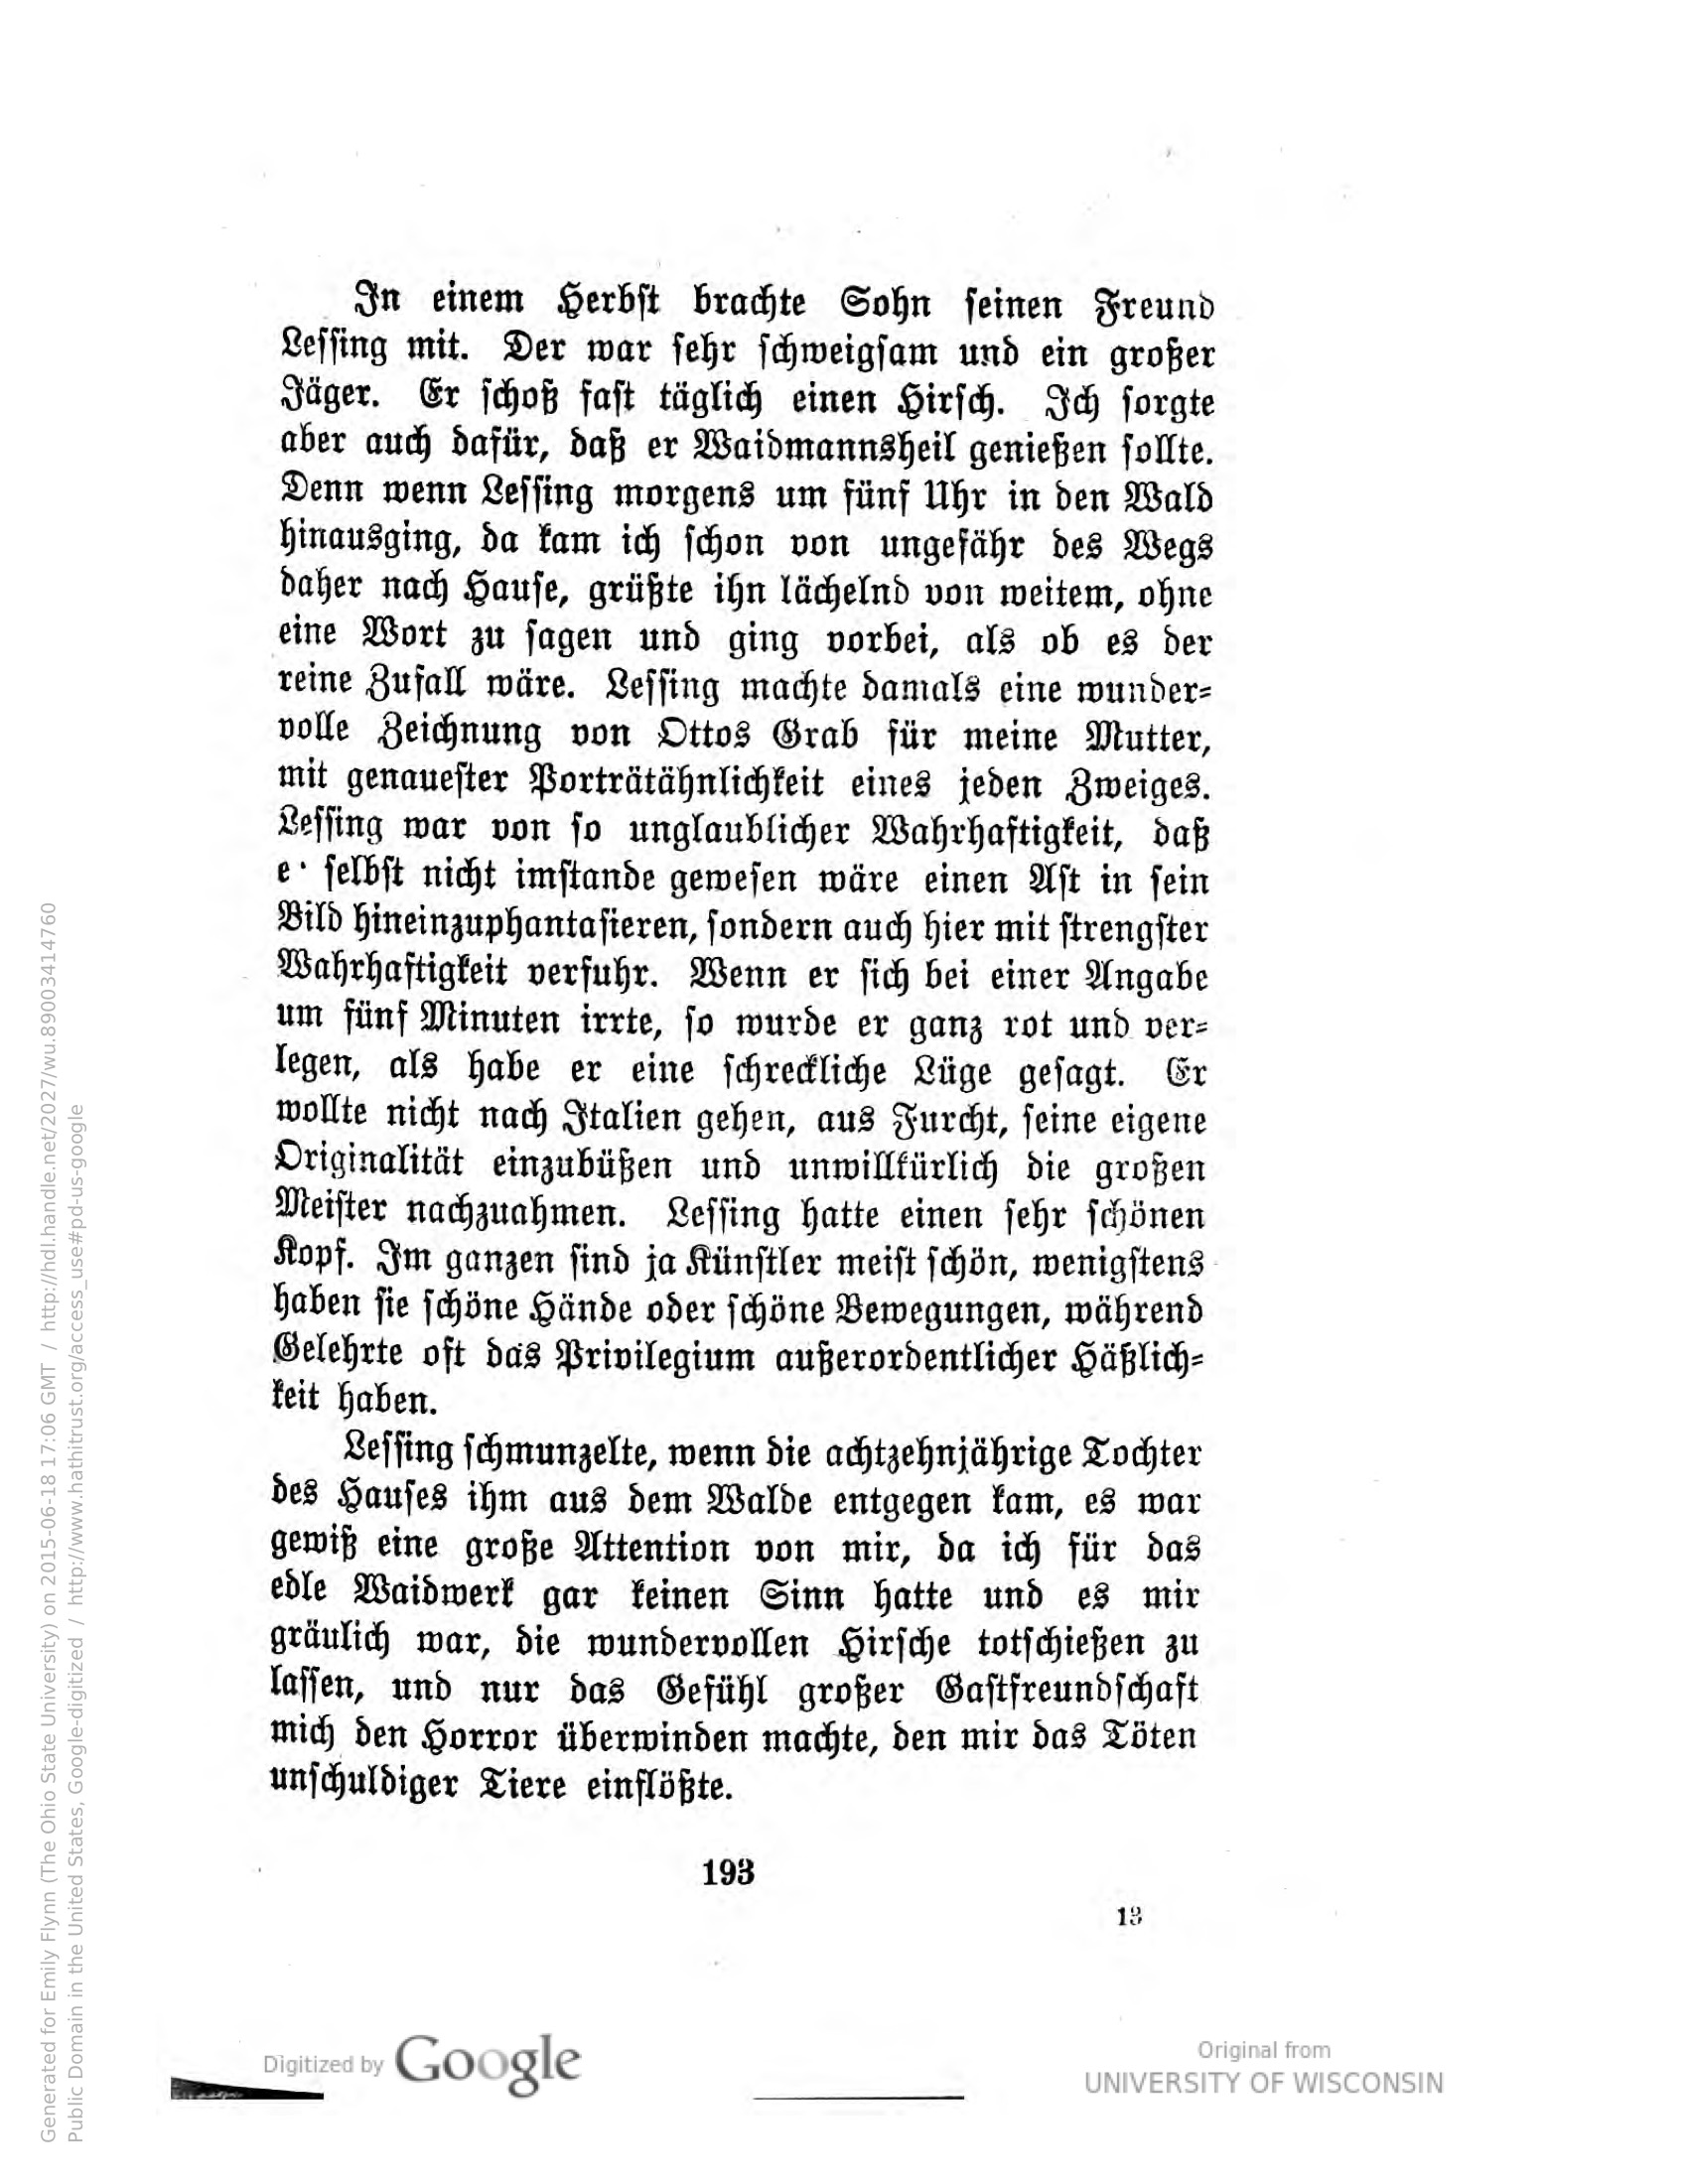 In einem Herbst brachte Sohn seinen Freund
Lessing mit. Der war sehr schweigsam und ein großer
Jäger. Er schoß fast täglich einen Hirsch. Ich sorgte
aber auch dafür, daß er Waidmannsheil genießen sollte.
Denn wenn Lessing morgens um fünf Uhr in den Wald
hinausging, da kam ich schon von ungefähr des Wegs
daher nach Hause, grüßte ihn lächelnd von weitem, ohne
eine Wort zu sagen und ging vorbei, als ob es der
reine Zufall wäre. Lessing machte damals eine wunder-
volle Zeichnung von Ottos Grab für meine Mutter,
mit genauester Porträtähnlichkeit eines jeden Zweiges.
Lessing war von so unglaublicher Wahrhaftigkeit, daß
e· selbst nicht imstande gewesen wäre einen Ast in sein
Bild hineinzuphantasieren, sondern auch hier mit strengster
Wahrhaftigkeit verfuhr. Wenn er sich bei einer Angabe
um fünf Minuten irrte, so wurde er ganz rot und ver-
legen, als habe er eine schreckliche Lüge gesagt. Er
wollte nicht nach Italien gehen, aus Furcht, seine eigene
Originalität einzubüßen und unwillkürlich die großen
Meister nachzuahmen. Lessing hatte einen sehr schönen
Kopf. Im ganzen sind ja Künstler meist schön, wenigstens
haben sie schöne Hände oder schöne Bewegungen, während
Gelehrte oft das Privilegium außerordentlicher Häßlich-
keit haben.
Lessing schmunzelte, wenn die achtzehnjährige Tochter
des Hauses ihm aus dem Walde entgegen kam, es war
gewiß eine große Attention von mir, da ich für das
edle Waidwerk gar keinen Sinn hatte und es mir
gräulich war, die wundervollen Hirsche totschießen zu
lassen, und nur das Gefühl großer Gastfreundschaft
mich den Horror überwinden machte, den mir das Töten
unschuldiger Tiere einflößte.
193
13
Generated for Emily Flynn (The Ohio State University) on 2015-06-18 17:06 GMT / http://hdl.handle.net/2027/wu.89003414760
Public Domain in the United States, Google-digitized / http://www.hathitrust.org/access_use#pd-us-google
Digitized by Google
Original from
UNIVERSITY OF WISCONSIN